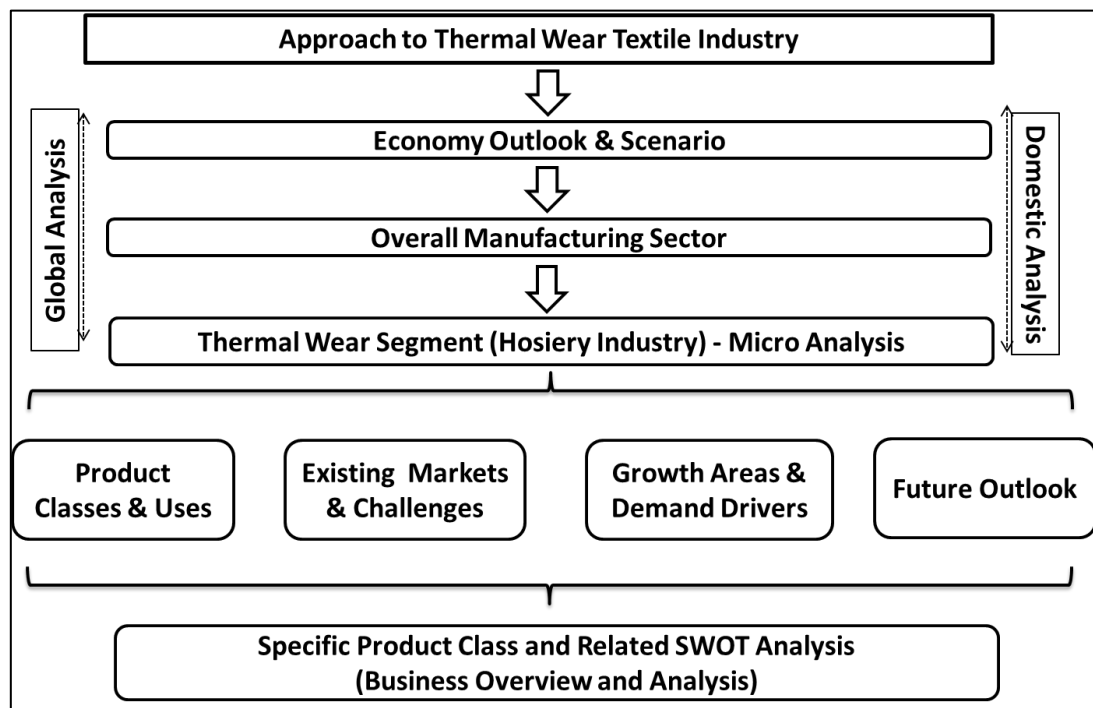 Approach to Thermal Wear Textile Industry
Global Analysis
Domestic Analysis
Economy Outlook & Scenario
Overall Manufacturing Sector
Thermal Wear Segment (Hosiery Industry) - Micro Analysis
Product
Classes & Uses
Existing Markets
& Challenges
Growth Areas &
Demand Drivers
Future Outlook
Specific Product Class and Related SWOT Analysis
(Business Overview and Analysis)